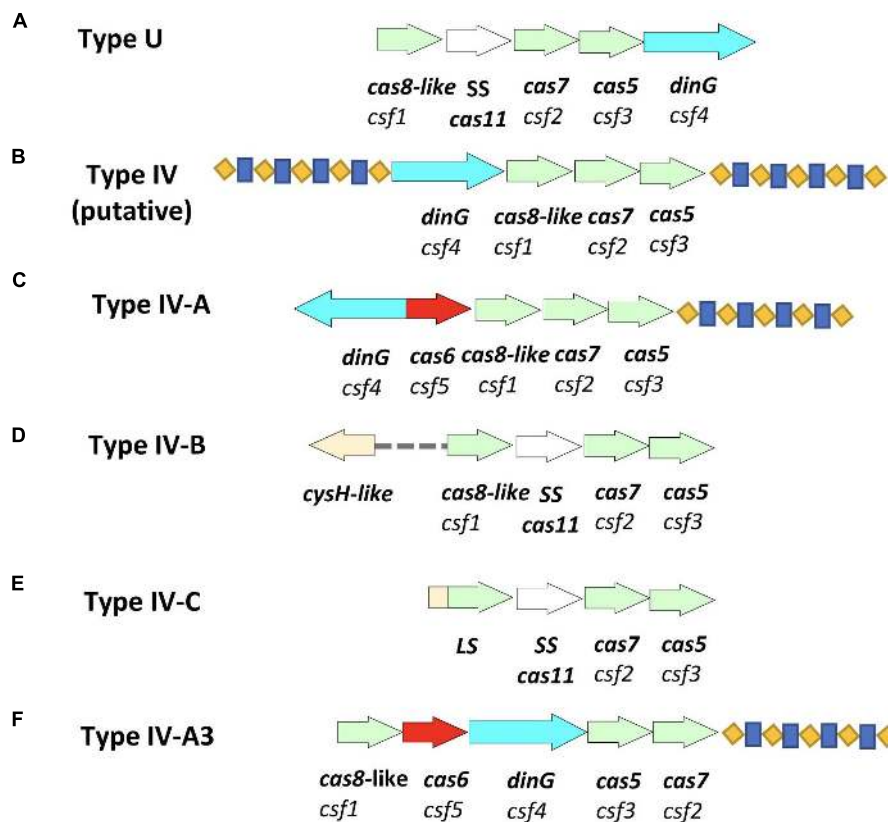 A
Type U
cas8-like SS cas7 cas5 dinG
csf1 cas11 csf2 csf3 csf4
B
Type IV
(putative)
dinG cas8-like cas7 cas5
csf4 csf1 csf2 csf3
C
Type IV-A
dinG cas6 cas8-like cas7 cas5
csf4 csf5 csf1 csf2 csf3
D
Type IV-B
cysH-like cas8-like SS cas7 cas5
csf1 cas11 csf2 csf3
E
Type IV-C
LS SS cas7 cas5
cas11 csf2 csf3
F
Type IV-A3
cas8-like cas6 dinG cas5 cas7
csf1 csf5 csf4 csf3 csf2